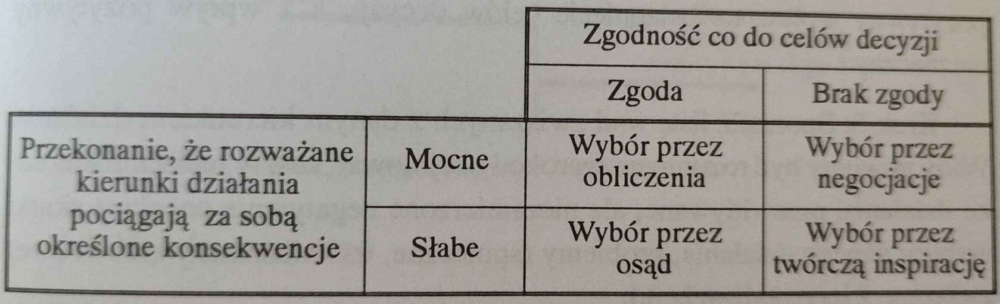 Zgodność co do celów decyzji
Zgoda
Brak zgody
Przekonanie, że rozważane
kierunki działania
pociągają za sobą
określone konsekwencje
Mocne
Wybór przez
obliczenia
Wybór przez
negocjacje
Słabe
Wybór przez
osąd
Wybór przez
twórczą inspirację